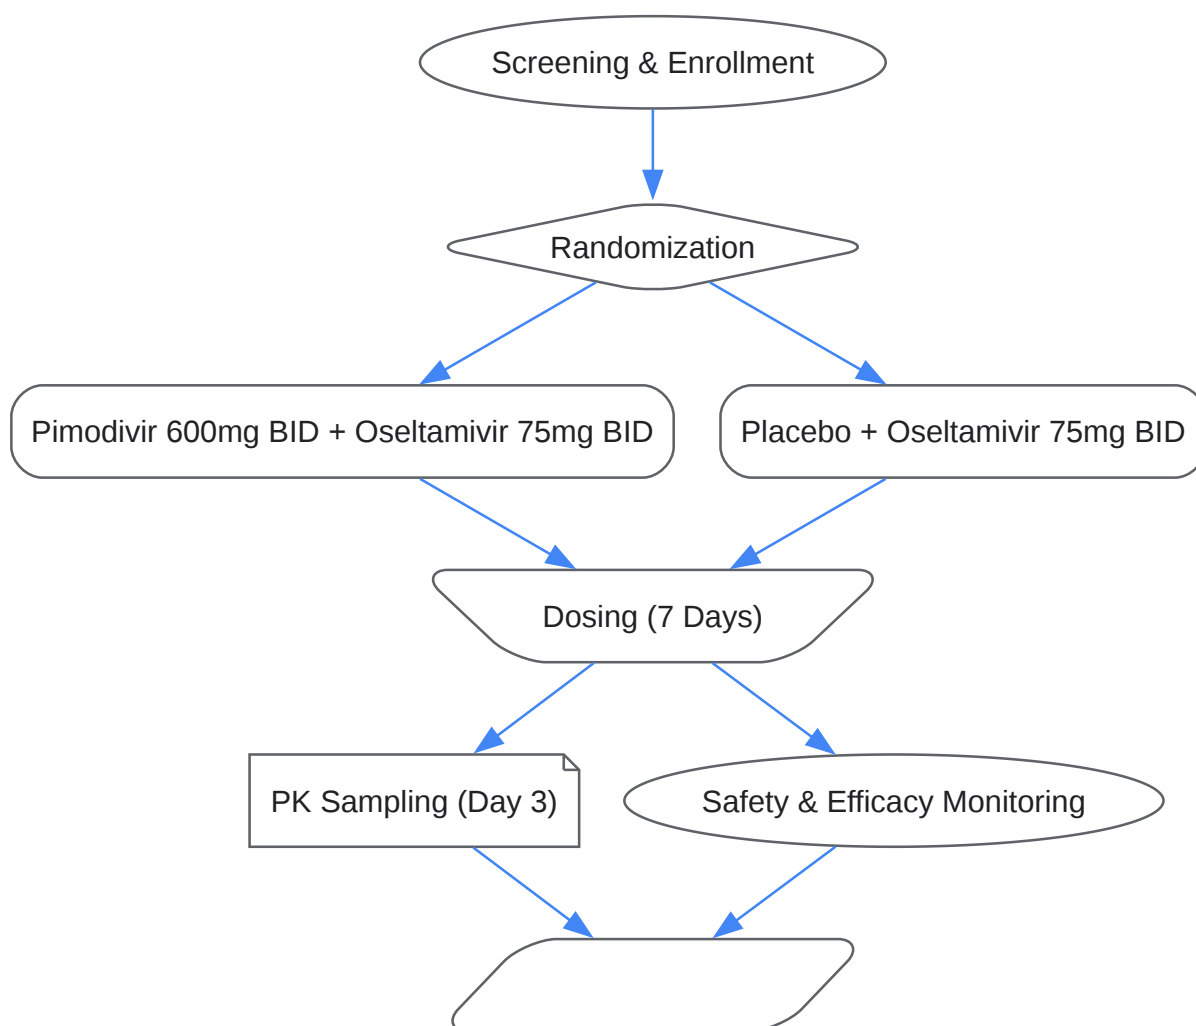 Screening & Enrollment
Randomization
Pimodivir 600mg BID + Oseltamivir 75mg BID
Placebo + Oseltamivir 75mg BID
Dosing (7 Days)
PK Sampling (Day 3)
Safety & Efficacy Monitoring